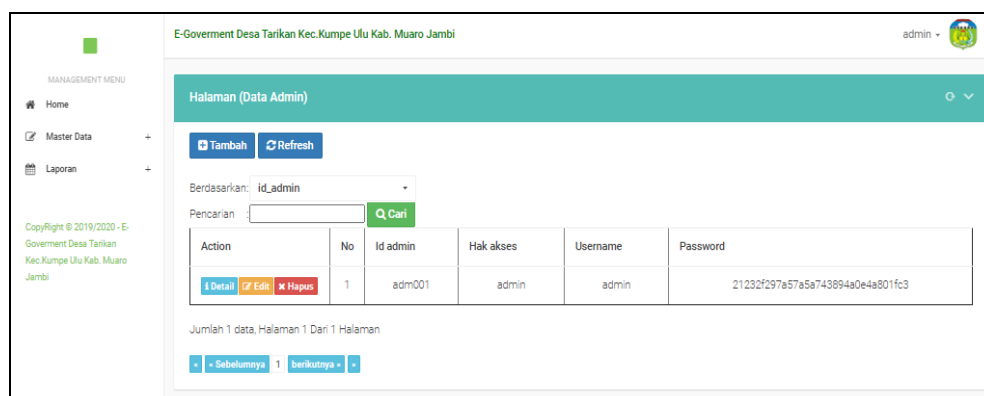 E-Goverment Desa Tarikan Kec.Kumpe Ulu Kab. Muaro Jambi
admin
MANAGEMENT MENU
Home
Master Data +
Laporan +
CopyRight © 2019/2020 - E-
Goverment Desa Tarikan
Kec.Kumpe Ulu Kab. Muaro
Jambi
Halaman (Data Admin)
Tambah Refresh
Berdasarkan: id_admin
Pencarian : Cari
Action No Id admin Hak akses Username Password
Detail Edit Hapus 1 adm001 admin admin 21232f297a57a5a743894a0e4a801fc3
Jumlah 1 data, Halaman 1 Dari 1 Halaman
« « Sebelumnya 1 berikutnya » »